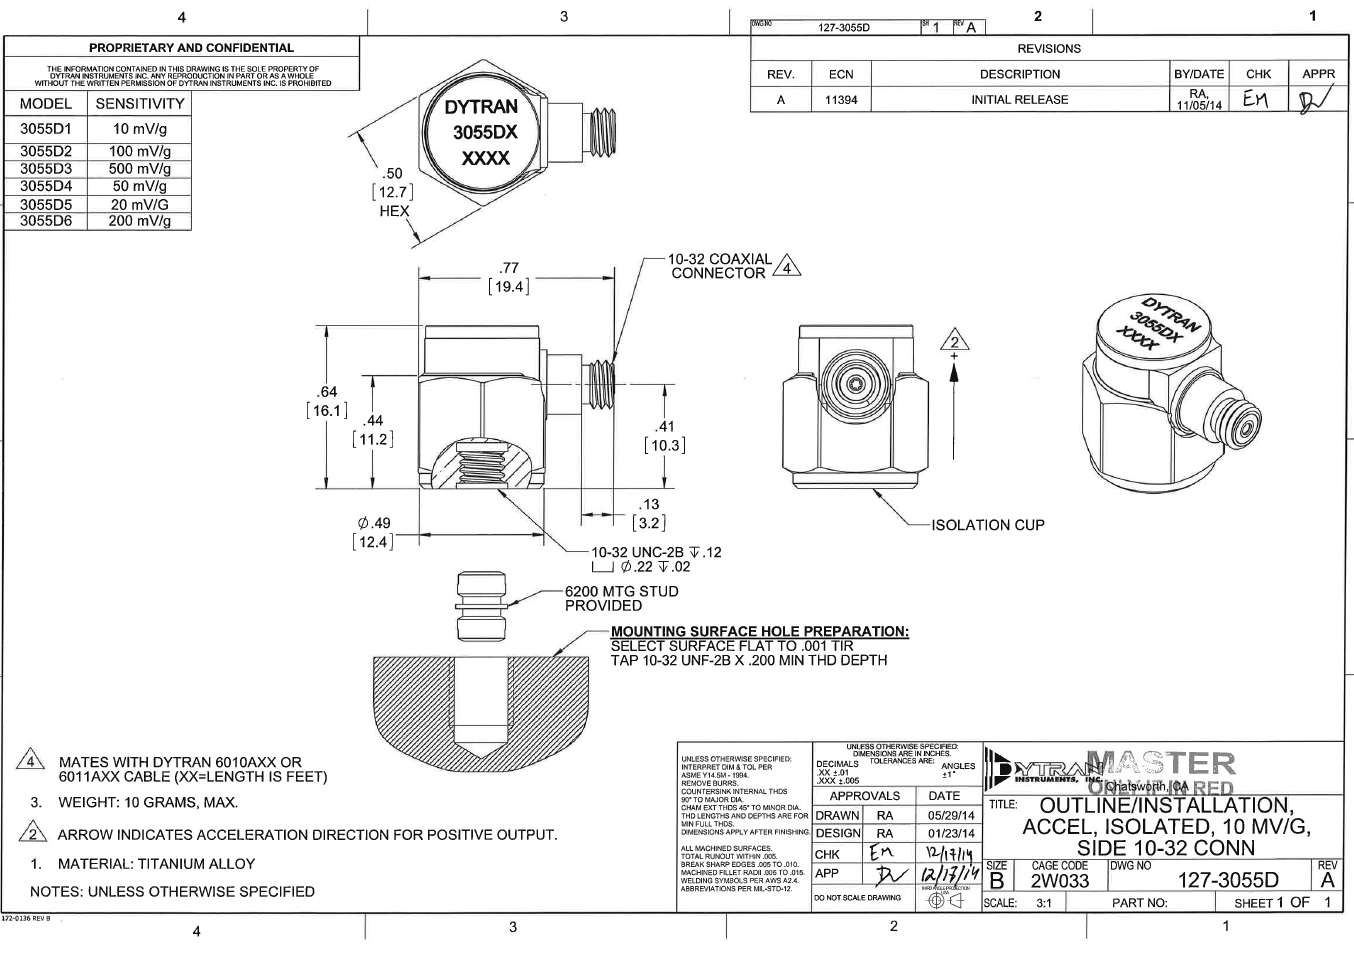 4
3
2
1
DWG NO
127-3055D
SH
1
REV
A
PROPRIETARY AND CONFIDENTIAL
THE INFORMATION CONTAINED IN THIS DRAWING IS THE SOLE PROPERTY OF
DYTRAN INSTRUMENTS INC. ANY REPRODUCTION IN PART OR AS A WHOLE
WITHOUT THE WRITTEN PERMISSION OF DYTRAN INSTRUMENTS INC. IS PROHIBITED
MODEL SENSITIVITY
3055D1 10 mV/g
3055D2 100 mV/g
3055D3 500 mV/g
3055D4 50 mV/g
3055D5 20 mV/G
3055D6 200 mV/g
REVISIONS
REV. ECN DESCRIPTION BY/DATE CHK APPR
A 11394 INITIAL RELEASE RA, 11/05/14 EM
DYTRAN
3055DX
XXXX
.50
[12.7]
HEX
.77
[19.4]
10-32 COAXIAL
CONNECTOR 4
.64
[16.1]
.44
[11.2]
.41
[10.3]
.13
[3.2]
Ø.49
[12.4]
10-32 UNC-2B ↧.12
⌴ Ø.22 ↧.02
2
+
ISOLATION CUP
DYTRAN
3055DX
XXXX
6200 MTG STUD
PROVIDED
MOUNTING SURFACE HOLE PREPARATION:
SELECT SURFACE FLAT TO .001 TIR
TAP 10-32 UNF-2B X .200 MIN THD DEPTH
4 MATES WITH DYTRAN 6010AXX OR
6011AXX CABLE (XX=LENGTH IS FEET)
3. WEIGHT: 10 GRAMS, MAX.
2 ARROW INDICATES ACCELERATION DIRECTION FOR POSITIVE OUTPUT.
1. MATERIAL: TITANIUM ALLOY
NOTES: UNLESS OTHERWISE SPECIFIED
UNLESS OTHERWISE SPECIFIED:
INTERPRET DIM & TOL PER
ASME Y14.5M - 1994.
REMOVE BURRS.
COUNTERSINK INTERNAL THDS
90° TO MAJOR DIA.
CHAM EXT THDS 45° TO MINOR DIA.
THD LENGTHS AND DEPTHS ARE FOR
MIN FULL THDS.
DIMENSIONS APPLY AFTER FINISHING.
ALL MACHINED SURFACES.
TOTAL RUNOUT WITHIN .005.
BREAK SHARP EDGES .005 TO .010.
MACHINED FILLET RADII .005 TO .015.
WELDING SYMBOLS PER AWS A2.4.
ABBREVIATIONS PER MIL-STD-12.
UNLESS OTHERWISE SPECIFIED:
DIMENSIONS ARE IN INCHES.
TOLERANCES ARE:
DECIMALS ANGLES
.XX ±.01 ±1°
.XXX ±.005
APPROVALS DATE
DRAWN RA 05/29/14
DESIGN RA 01/23/14
CHK EM 12/17/14
APP 12/17/14
DO NOT SCALE DRAWING
THIRD ANGLE PROJECTION
DYTRAN
INSTRUMENTS, INC.
Chatsworth, CA
MASTER
ONLY IF IN RED
TITLE:
OUTLINE/INSTALLATION,
ACCEL, ISOLATED, 10 MV/G,
SIDE 10-32 CONN
SIZE
B
CAGE CODE
2W033
DWG NO
127-3055D
REV
A
SCALE: 3:1
PART NO:
SHEET 1 OF 1
172-0136 REV B
4
3
2
1